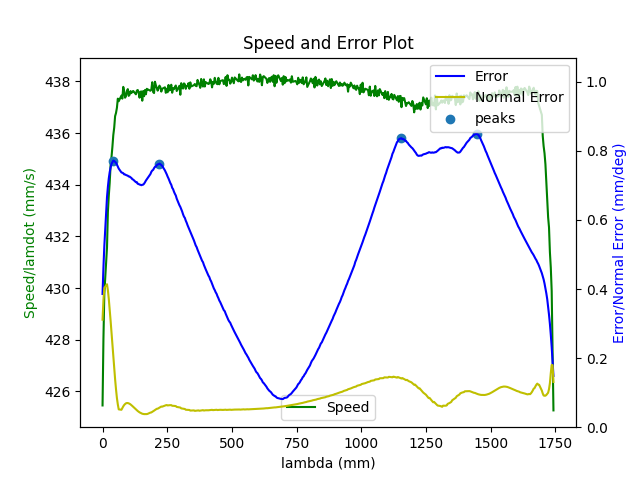 Speed and Error Plot
Speed/lamdot (mm/s)
438
436
434
432
430
428
426
Error
Normal Error
peaks
Speed
1.0
0.8
0.6
0.4
0.2
0.0
Error/Normal Error (mm/deg)
0
250
500
750
1000
1250
1500
1750
lambda (mm)